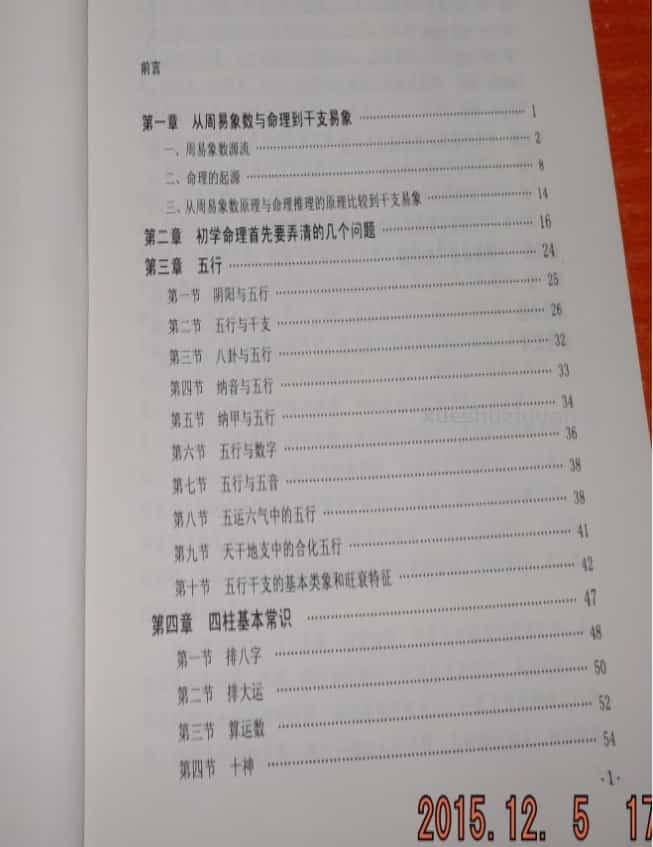 前言
第一章 从周易象数与命理到干支易象 …… 1
一、周易象数源流 …… 2
二、命理的起源 …… 8
三、从周易象数原理与命理推理的原理比较到干支易象 …… 14
第二章 初学命理首先要弄清的几个问题 …… 16
第三章 五行 …… 24
第一节 阴阳与五行 …… 25
第二节 五行与干支 …… 26
第三节 八卦与五行 …… 32
第四节 纳音与五行 …… 33
第五节 纳甲与五行 …… 34
第六节 五行与数字 …… 36
第七节 五行与五音 …… 38
第八节 五运六气中的五行 …… 38
第九节 天干地支中的合化五行 …… 41
第十节 五行干支的基本类象和旺衰特征 …… 42
第四章 四柱基本常识 …… 47
第一节 排八字 …… 48
第二节 排大运 …… 50
第三节 算运数 …… 52
第四节 十神 …… 54
·1·
2015.12. 5 17